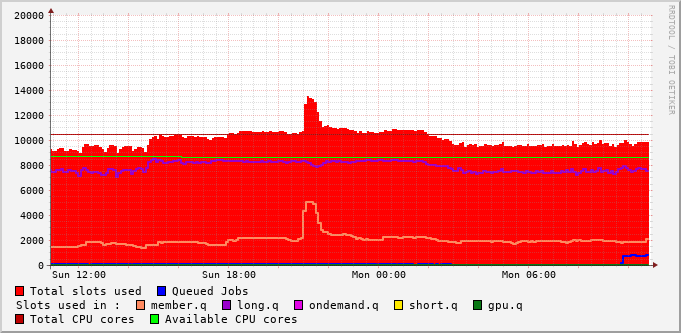 20000
18000
16000
14000
12000
10000
8000
6000
4000
2000
0
Sun 12:00 Sun 18:00 Mon 00:00 Mon 06:00
RRDTOOL / TOBI OETIKER
Total slots used Queued Jobs
Slots used in : member.q long.q ondemand.q short.q gpu.q
Total CPU cores Available CPU cores